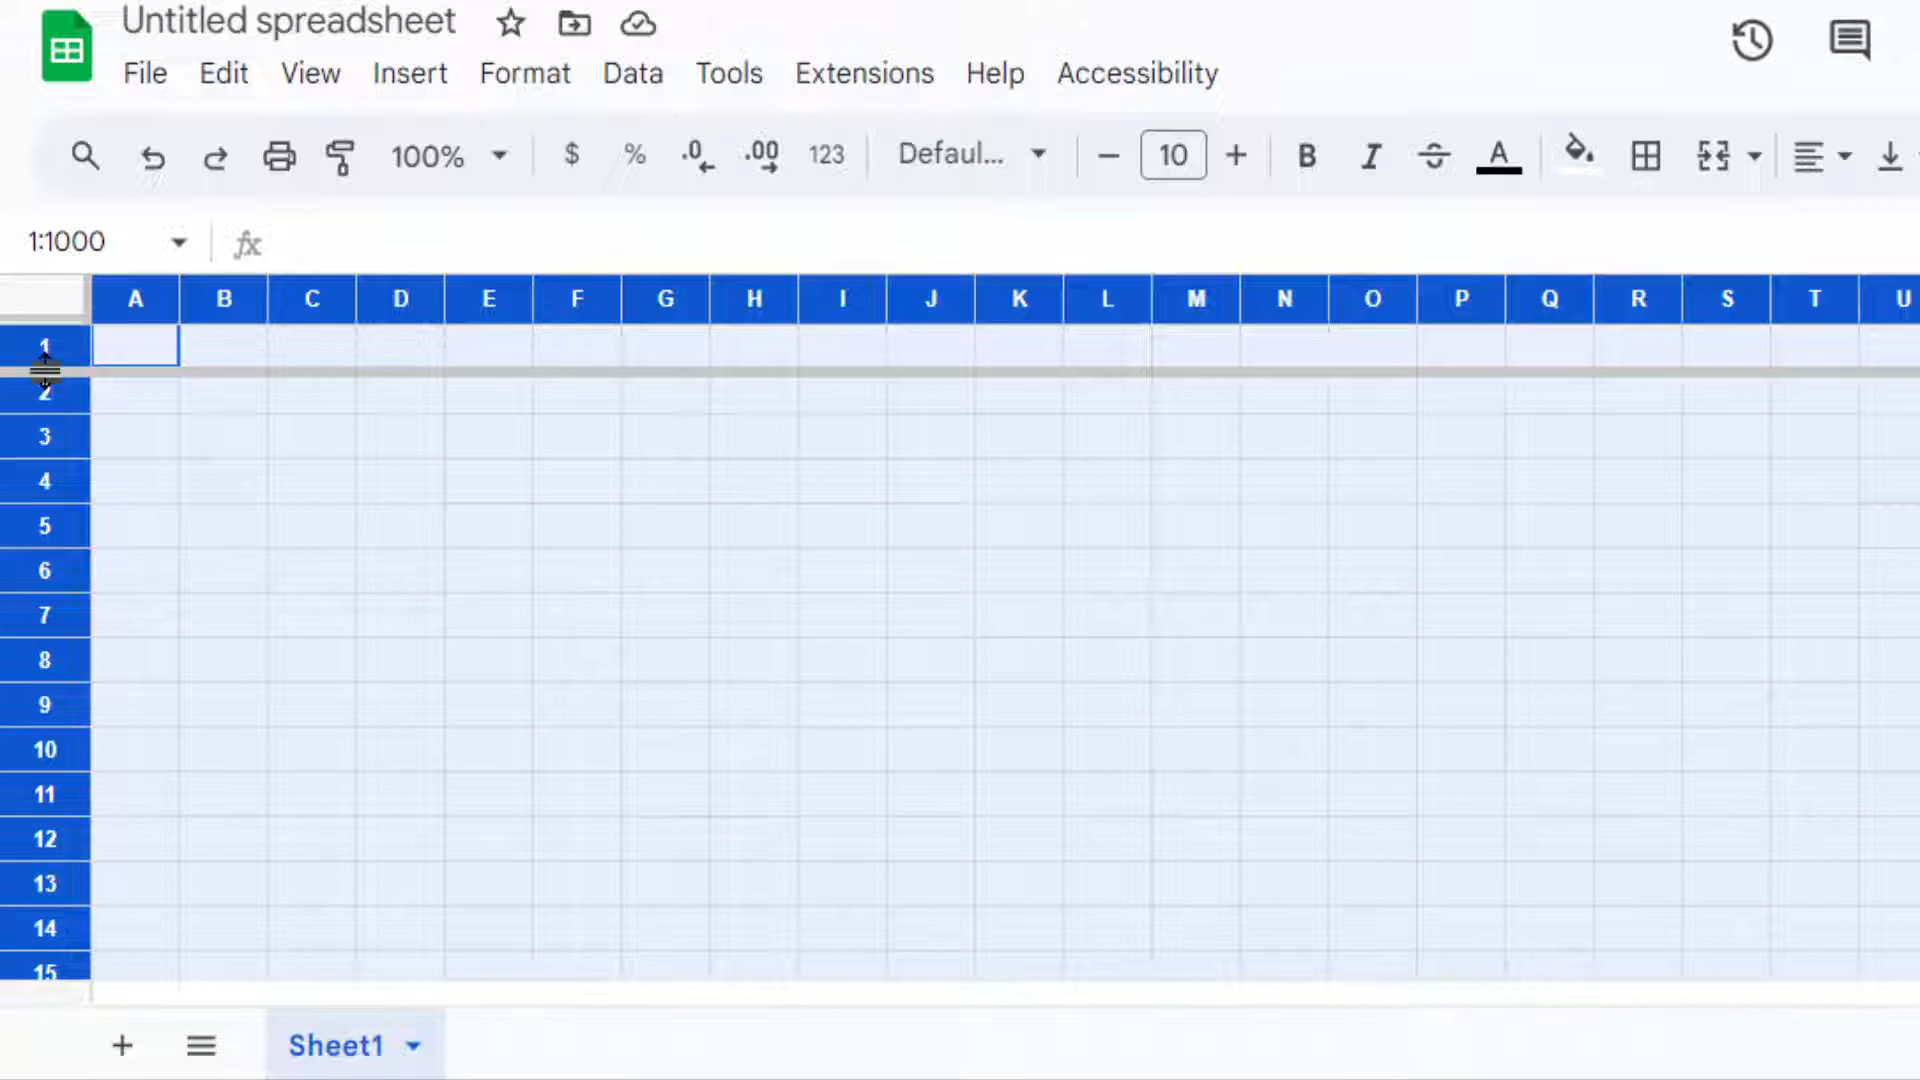 Untitled spreadsheet
File Edit View Insert Format Data Tools Extensions Help Accessibility
100% $ % .0 .00 123 Defaul... 10 B I S A
1:1000 fx
A B C D E F G H I J K L M N O P Q R S T U
1
2
3
4
5
6
7
8
9
10
11
12
13
14
15
Sheet1